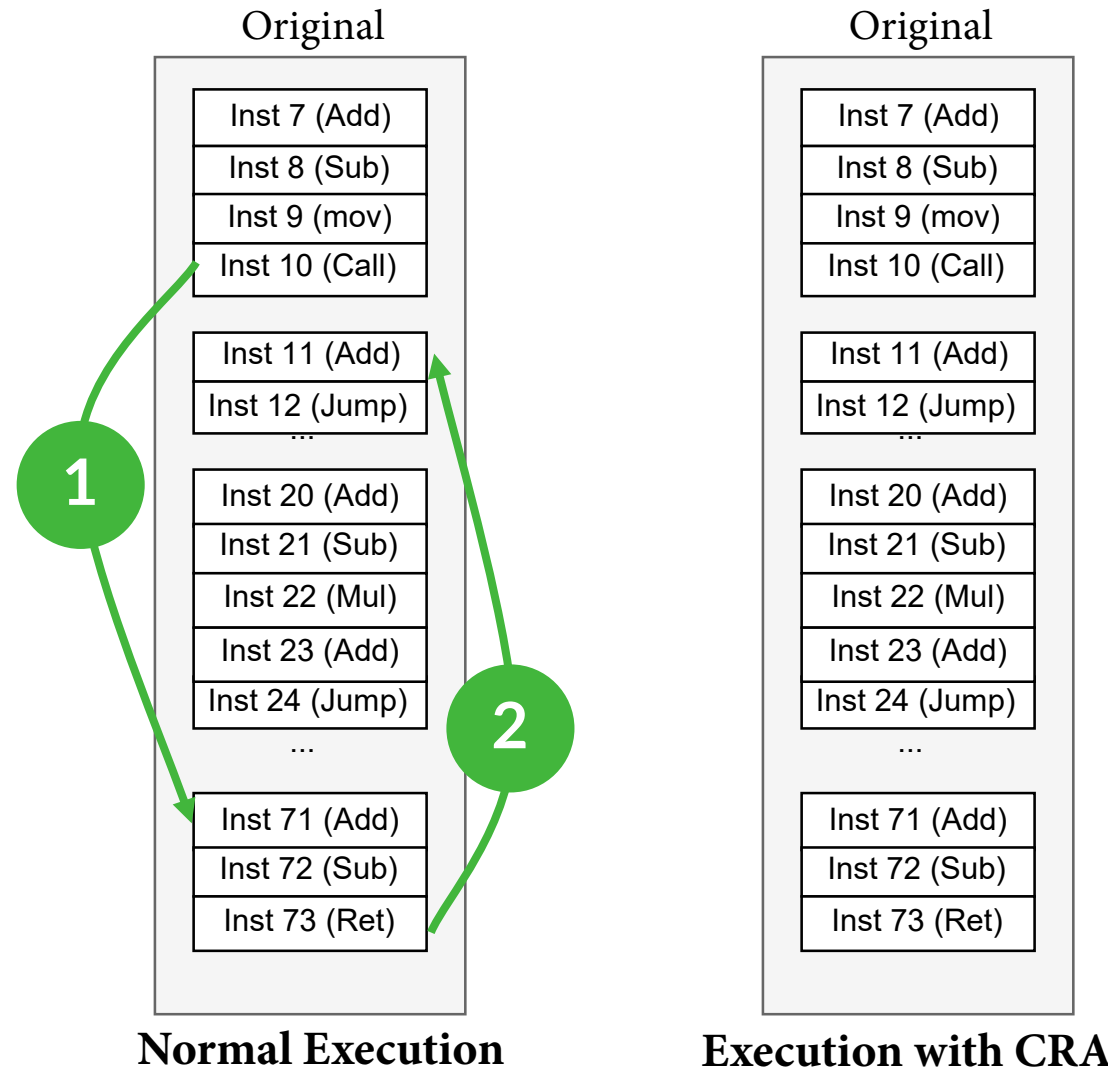 Original
Inst 7 (Add)
Inst 8 (Sub)
Inst 9 (mov)
Inst 10 (Call)
Inst 11 (Add)
Inst 12 (Jump)
...
1
Inst 20 (Add)
Inst 21 (Sub)
Inst 22 (Mul)
Inst 23 (Add)
Inst 24 (Jump)
...
2
Inst 71 (Add)
Inst 72 (Sub)
Inst 73 (Ret)
Normal Execution
Original
Inst 7 (Add)
Inst 8 (Sub)
Inst 9 (mov)
Inst 10 (Call)
Inst 11 (Add)
Inst 12 (Jump)
...
Inst 20 (Add)
Inst 21 (Sub)
Inst 22 (Mul)
Inst 23 (Add)
Inst 24 (Jump)
...
Inst 71 (Add)
Inst 72 (Sub)
Inst 73 (Ret)
Execution with CRA